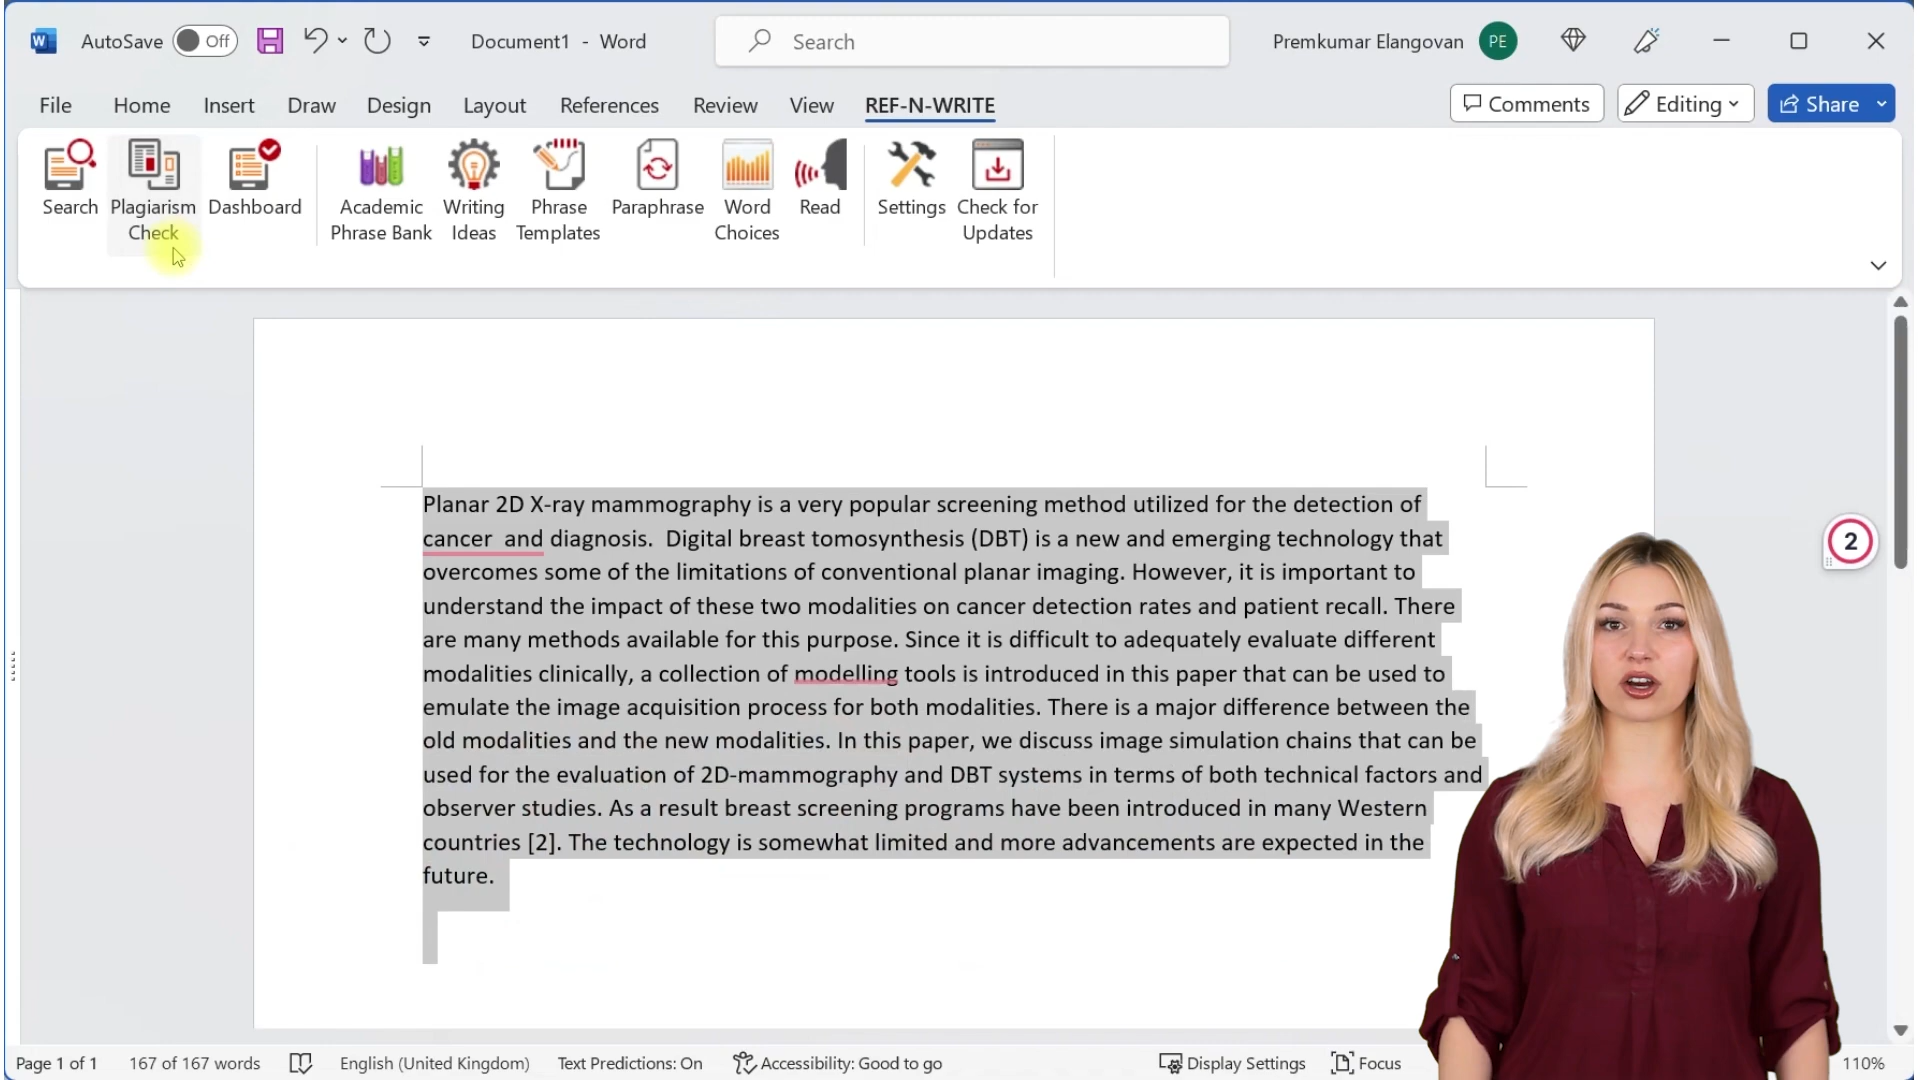 AutoSave Off Document1 - Word Search Premkumar Elangovan PE
File Home Insert Draw Design Layout References Review View REF-N-WRITE Comments Editing Share
Search Plagiarism Check Dashboard Academic Phrase Bank Writing Ideas Phrase Templates Paraphrase Word Choices Read Settings Check for Updates
Planar 2D X-ray mammography is a very popular screening method utilized for the detection of
cancer  and diagnosis.  Digital breast tomosynthesis (DBT) is a new and emerging technology that
overcomes some of the limitations of conventional planar imaging. However, it is important to
understand the impact of these two modalities on cancer detection rates and patient recall. There
are many methods available for this purpose. Since it is difficult to adequately evaluate different
modalities clinically, a collection of modelling tools is introduced in this paper that can be used to
emulate the image acquisition process for both modalities. There is a major difference between the
old modalities and the new modalities. In this paper, we discuss image simulation chains that can be
used for the evaluation of 2D-mammography and DBT systems in terms of both technical factors and
observer studies. As a result breast screening programs have been introduced in many Western
countries [2]. The technology is somewhat limited and more advancements are expected in the
future.
2
Page 1 of 1 167 of 167 words English (United Kingdom) Text Predictions: On Accessibility: Good to go Display Settings Focus 110%